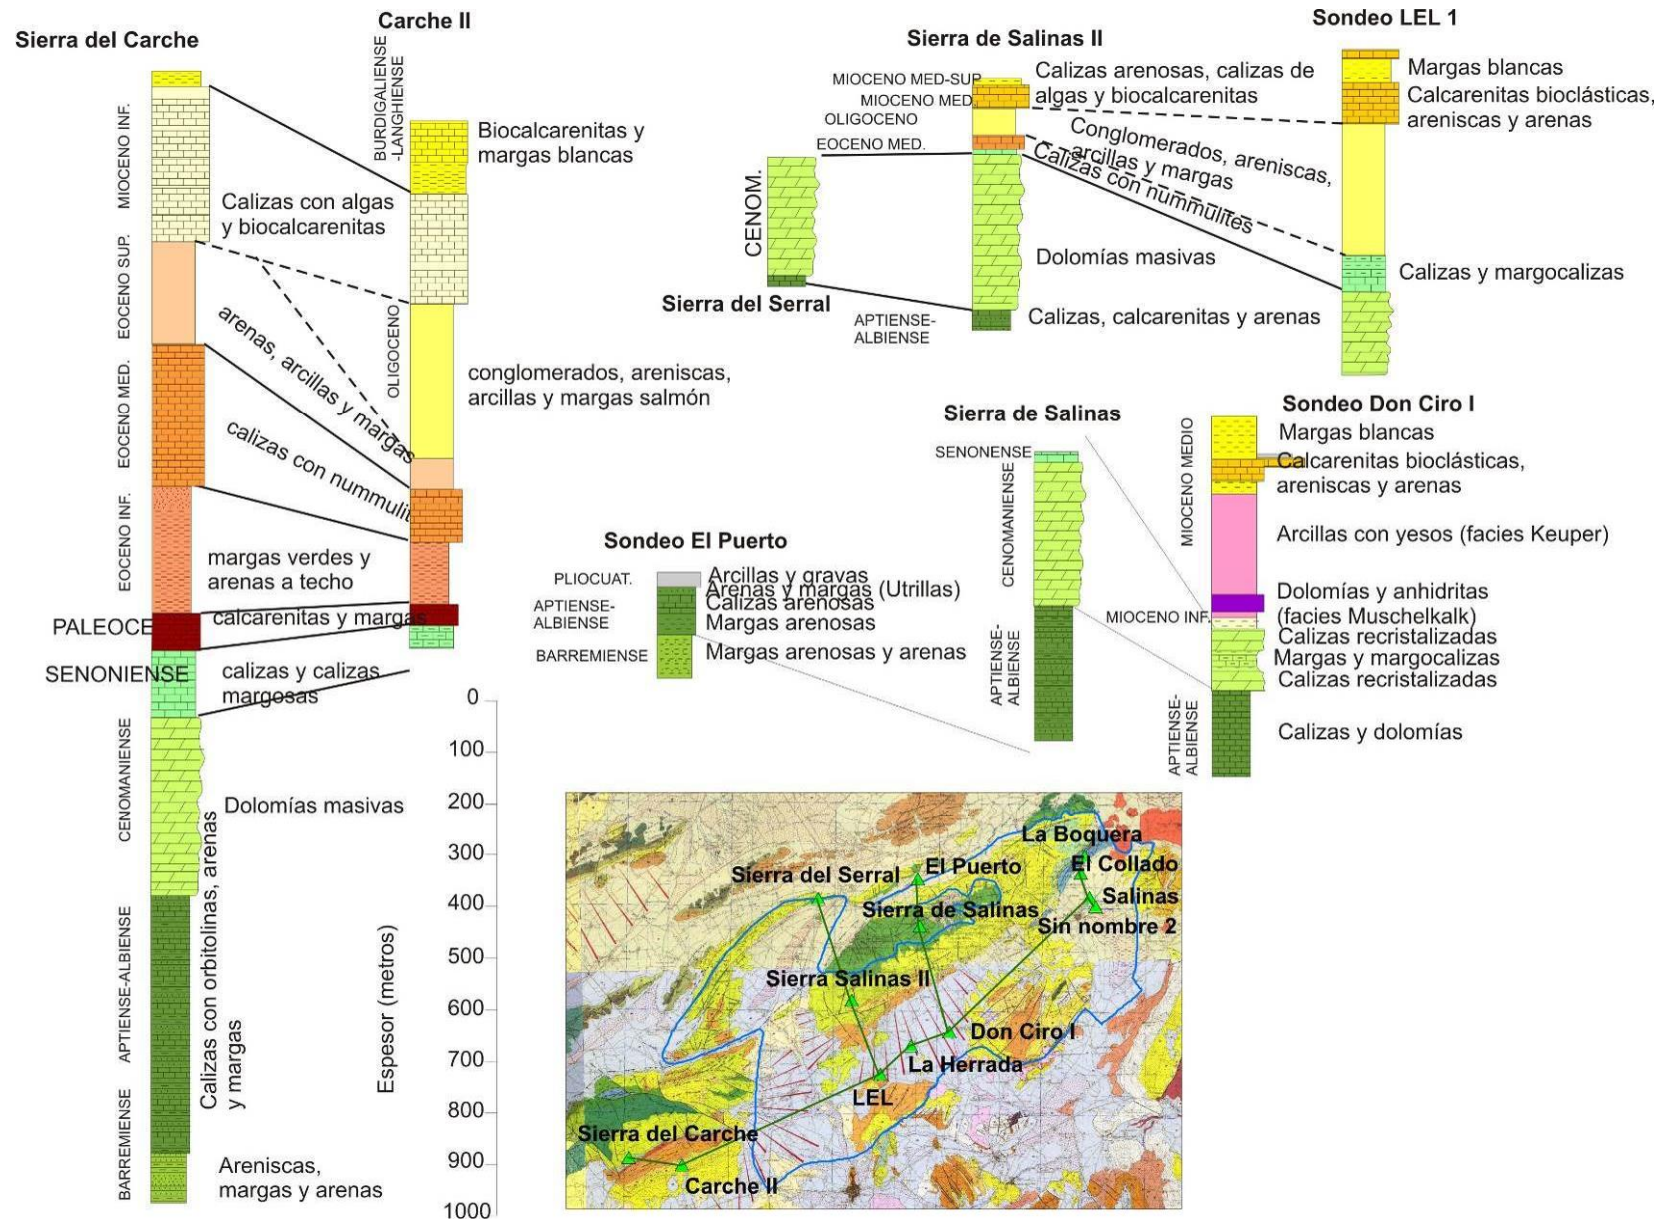 Sierra del Carche
MIOCENO INF.
EOCENO SUP.
EOCENO MED.
EOCENO INF.
PALEOCE
SENONIENSE
CENOMANIENSE
APTIENSE-ALBIENSE
BARREMIENSE
Calizas con algas
y biocalcarenitas
arenas, arcillas y margas
calizas con nummulit
margas verdes y
arenas a techo
calcarenitas y margas
calizas y calizas
margosas
Dolomías masivas
Calizas con orbitolinas, arenas
y margas
Areniscas,
margas y arenas
Carche II
BURDIGALIENSE
-LANGHIENSE
OLIGOCENO
Biocalcarenitas y
margas blancas
conglomerados, areniscas,
arcillas y margas salmón
Espesor (metros)
0
100
200
300
400
500
600
700
800
900
1000
CENOM.
Sierra del Serral
Sierra de Salinas II
MIOCENO MED-SUP
MIOCENO MED.
OLIGOCENO
EOCENO MED.
APTIENSE-
ALBIENSE
Calizas arenosas, calizas de
algas y biocalcarenitas
Conglomerados, areniscas,
arcillas y margas
Calizas con nummulites
Dolomías masivas
Calizas, calcarenitas y arenas
Sondeo LEL 1
Margas blancas
Calcarenitas bioclásticas,
areniscas y arenas
Calizas y margocalizas
Sondeo El Puerto
PLIOCUAT.
APTIENSE-
ALBIENSE
BARREMIENSE
Arcillas y gravas
Arenas y margas (Utrillas)
Calizas arenosas
Margas arenosas
Margas arenosas y arenas
Sierra de Salinas
SENONENSE
CENOMANIENSE
APTIENSE-
ALBIENSE
Sondeo Don Ciro I
MIOCENO MEDIO
MIOCENO INF.
APTIENSE-
ALBIENSE
Margas blancas
Calcarenitas bioclásticas,
areniscas y arenas
Arcillas con yesos (facies Keuper)
Dolomías y anhidritas
(facies Muschelkalk)
Calizas recristalizadas
Margas y margocalizas
Calizas recristalizadas
Calizas y dolomías
La Boquera
El Collado
El Puerto
Sierra del Serral
Salinas
Sierra de Salinas
Sin nombre 2
Sierra Salinas II
Don Ciro I
La Herrada
LEL
Sierra del Carche
Carche II